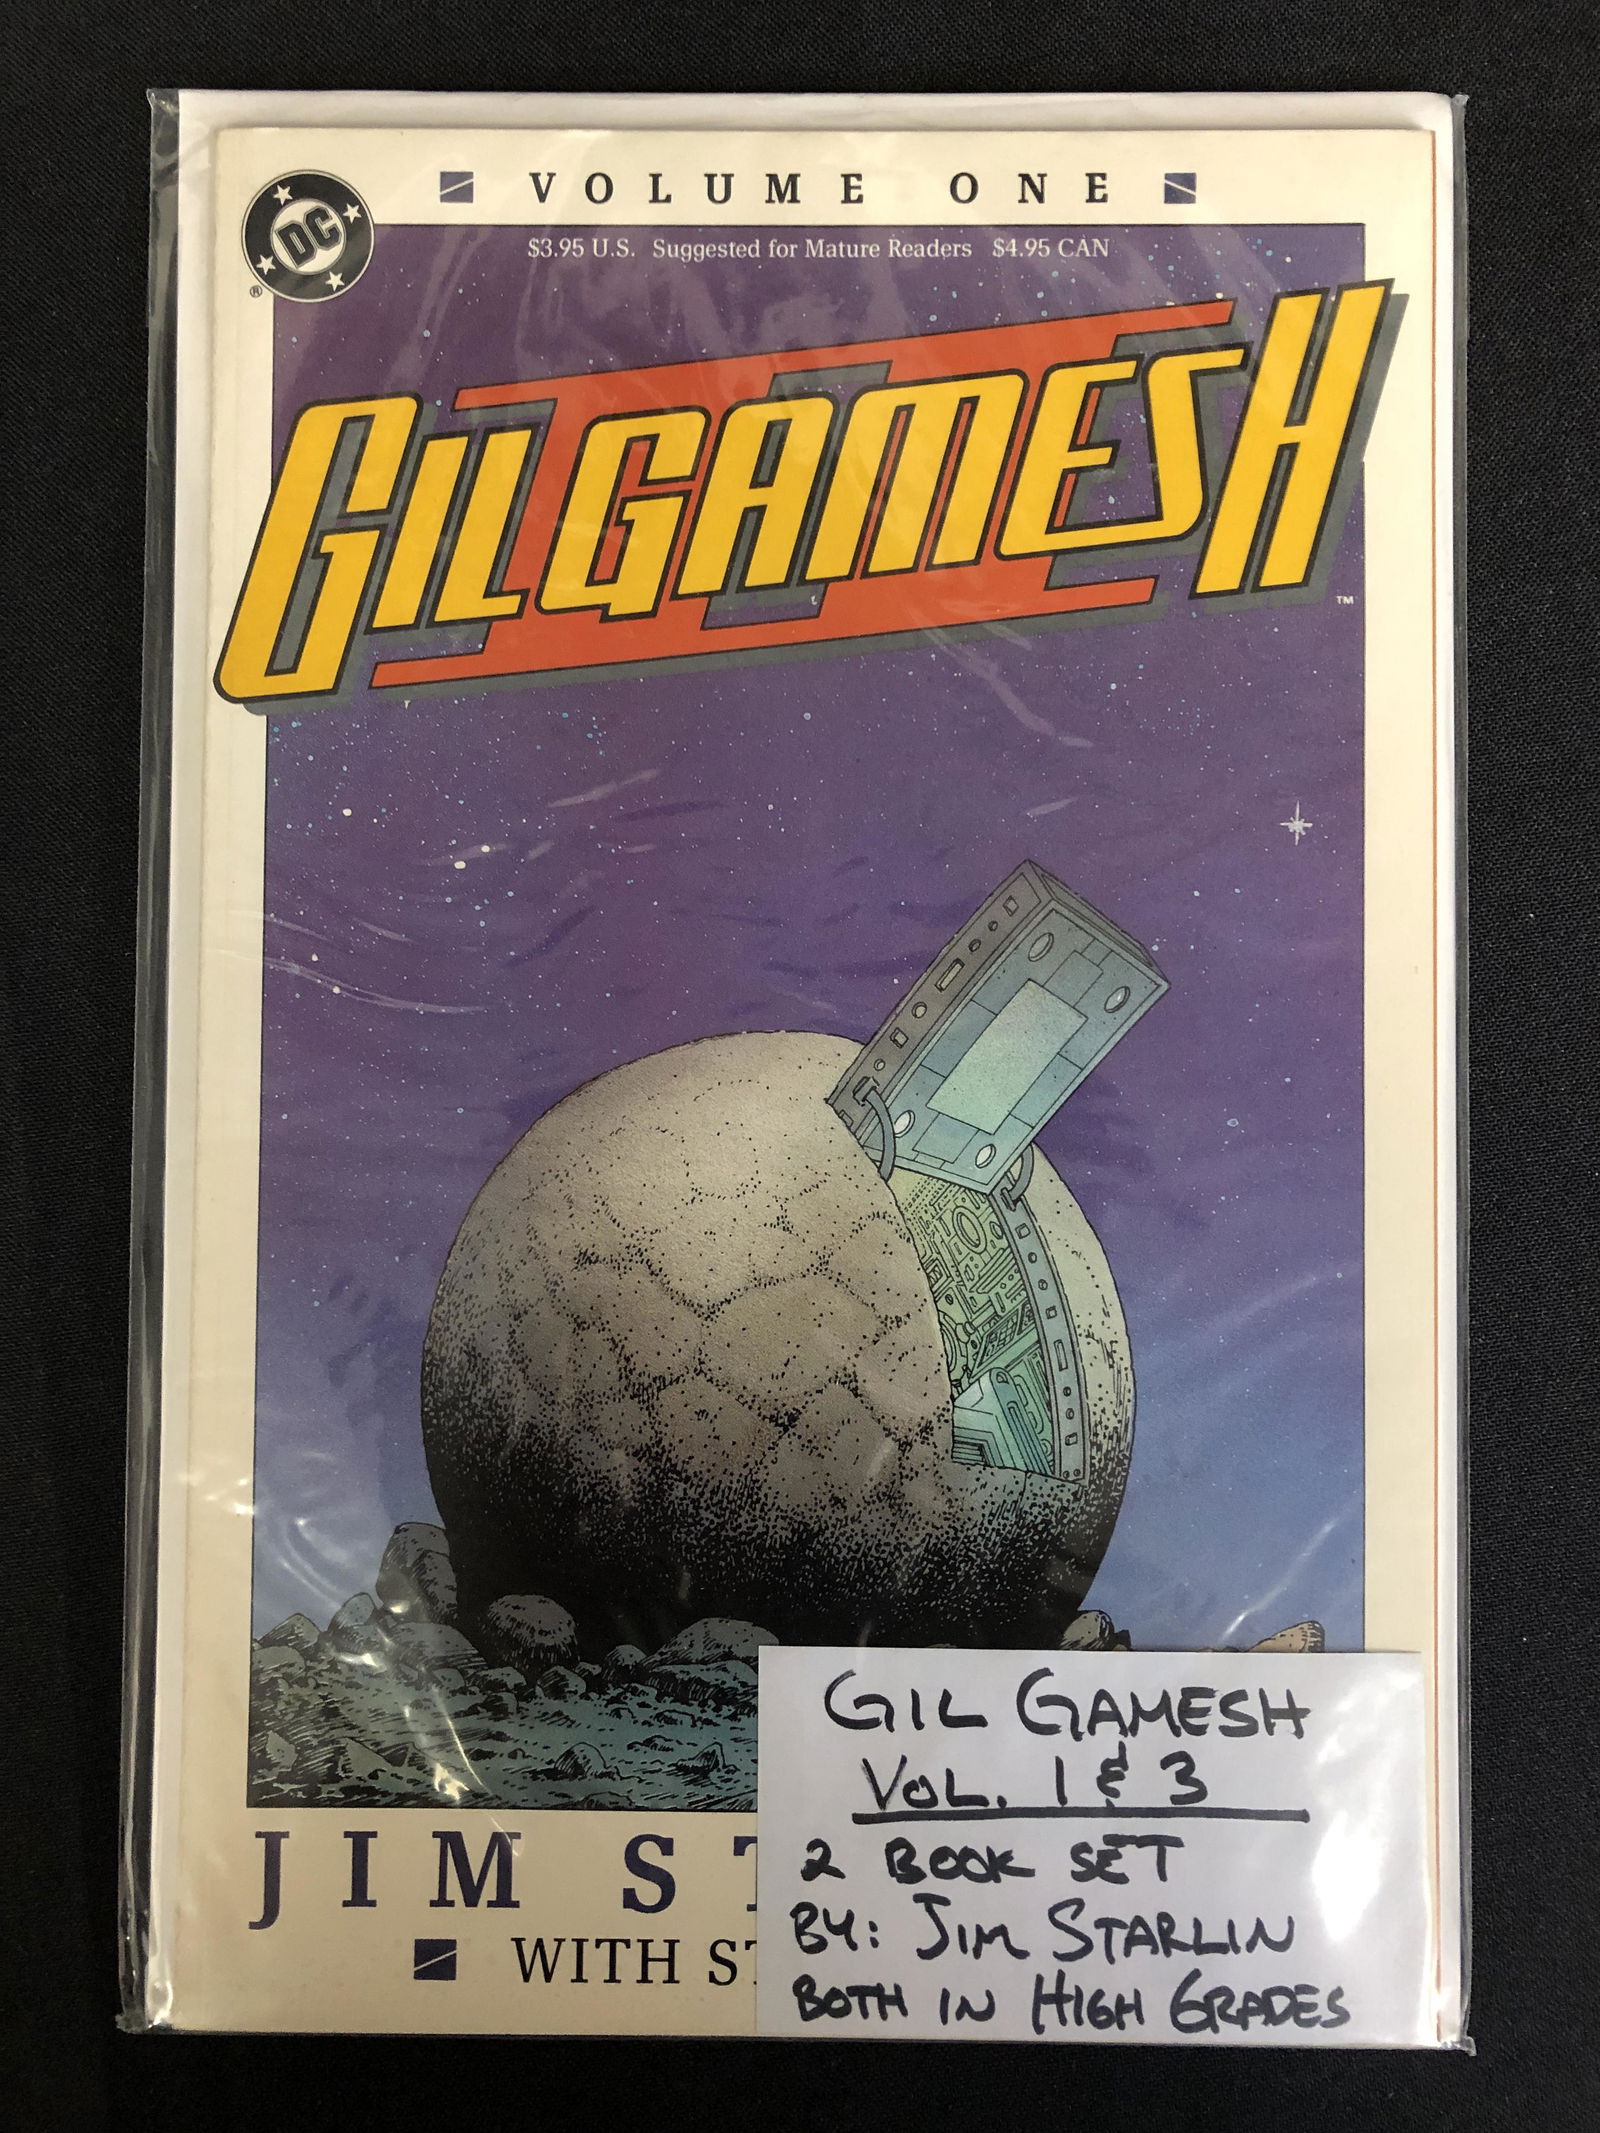 VOLUME ONE
DC
®
$3.95 U.S. Suggested for Mature Readers $4.95 CAN
GILGAMESH
II
TM
GIL GAMESH
VOL. 1 & 3
2 BOOK SET
BY: JIM STARLIN
BOTH IN HIGH GRADES
JIM ST
WITH ST